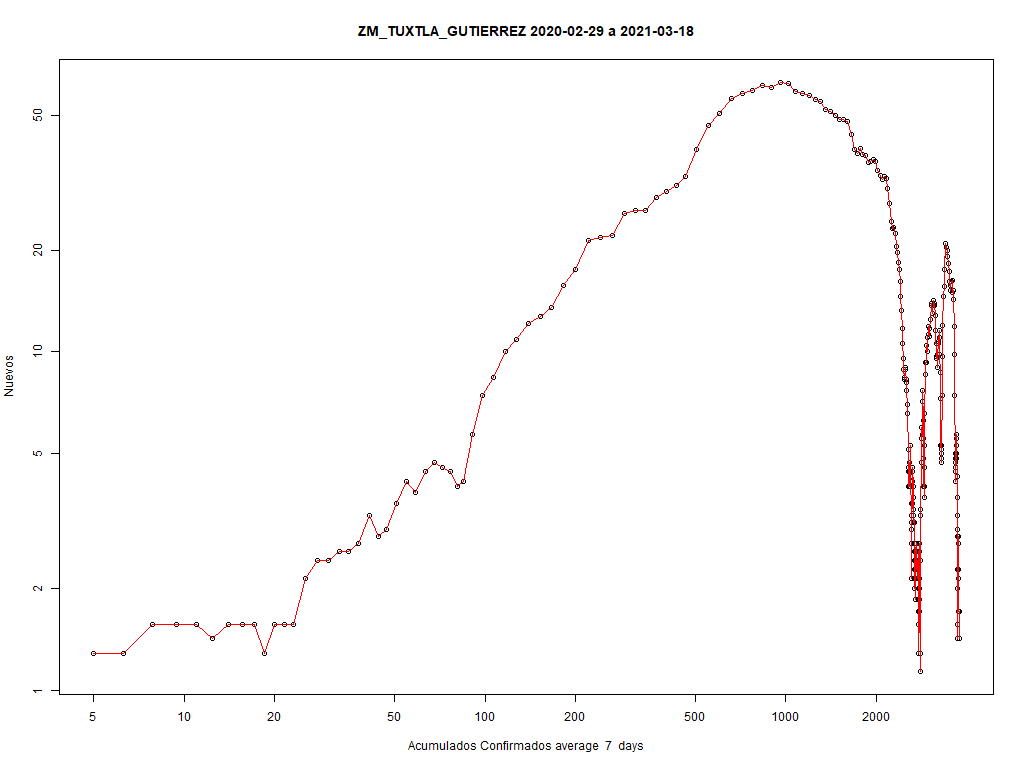 ZM_TUXTLA_GUTIERREZ 2020-02-29 a 2021-03-18
50
20
10
5
2
1
Nuevos
5 10 20 50 100 200 500 1000 2000
Acumulados Confirmados average 7 days